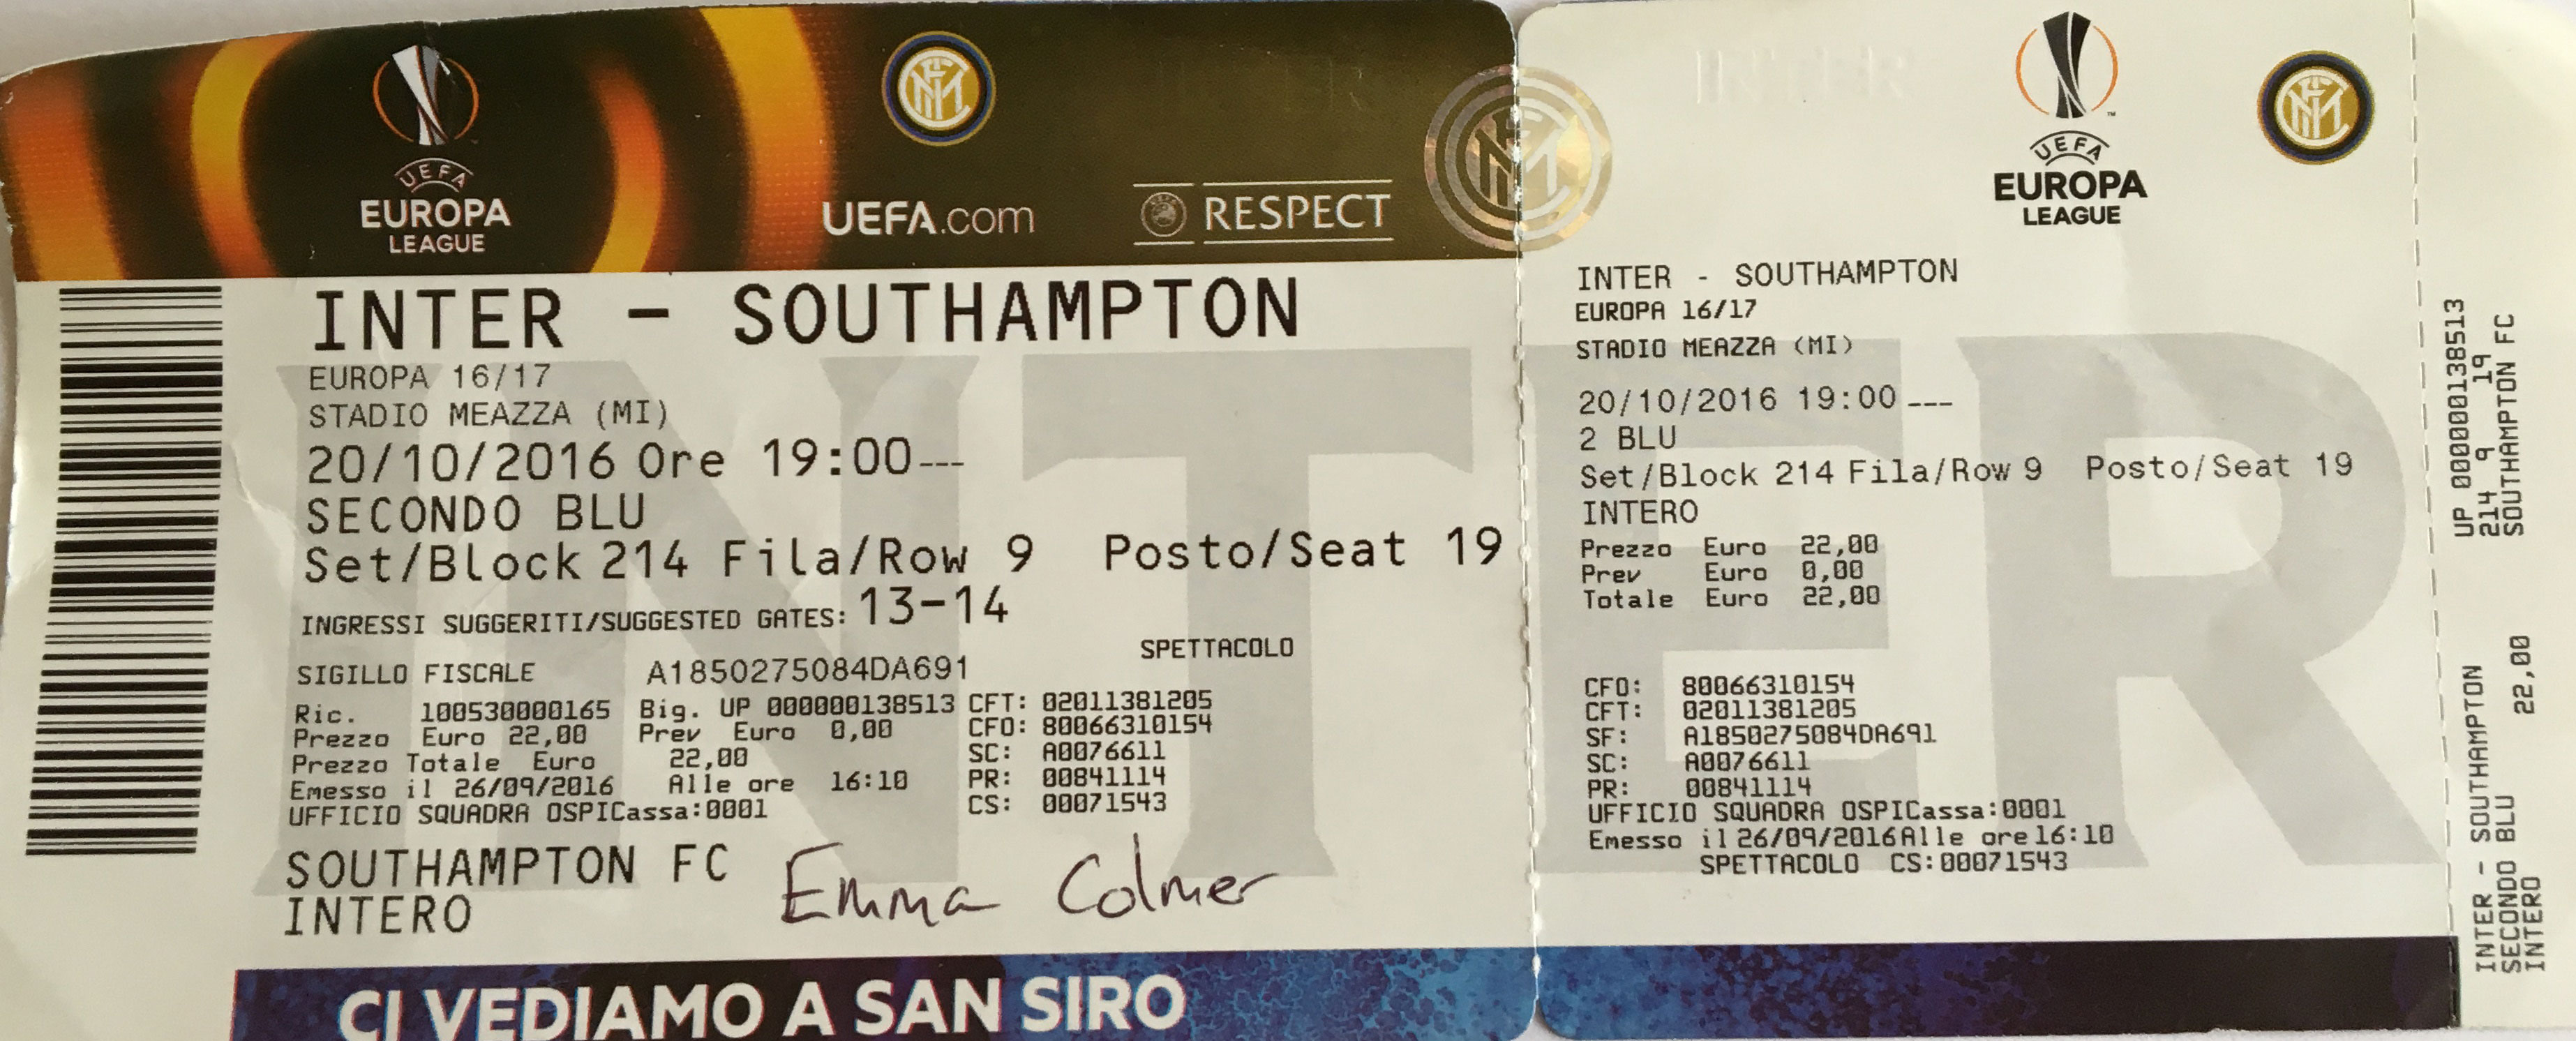 UEFA
EUROPA
LEAGUE
UEFA.com
RESPECT
INTER - SOUTHAMPTON
EUROPA 16/17
STADIO MEAZZA (MI)
20/10/2016 Ore 19:00---
SECONDO BLU
Set/Block 214 Fila/Row 9 Posto/Seat 19
INGRESSI SUGGERITI/SUGGESTED GATES: 13-14
SPETTACOLO
SIGILLO FISCALE A1850275084DA691
Ric. 100530000165 Big. UP 000000138513 CFT: 02011381205
Prezzo Euro 22,00 Prev Euro 0,00 CFO: 80066310154
Prezzo Totale Euro 22,00 SC: A0076611
Emesso il 26/09/2016 Alle ore 16:10 PR: 00841114
UFFICIO SQUADRA OSPICassa:0001 CS: 00071543
SOUTHAMPTON FC
INTERO
Emma Colmer
CI VEDIAMO A SAN SIRO
INTER
INTER
UEFA
EUROPA
LEAGUE
INTER - SOUTHAMPTON
EUROPA 16/17
STADIO MEAZZA (MI)
20/10/2016 19:00---
2 BLU
Set/Block 214 Fila/Row 9 Posto/Seat 19
INTERO
Prezzo Euro 22,00
Prev Euro 0,00
Totale Euro 22,00
CFO: 80066310154
CFT: 02011381205
SF: A1850275084DA691
SC: A0076611
PR: 00841114
UFFICIO SQUADRA OSPICassa:0001
Emesso il 26/09/2016Alle ore16:10
SPETTACOLO CS:00071543
UP 000000138513
214 9 19
SOUTHAMPTON FC
INTER - SOUTHAMPTON
SECONDO BLU 22,00
INTERO